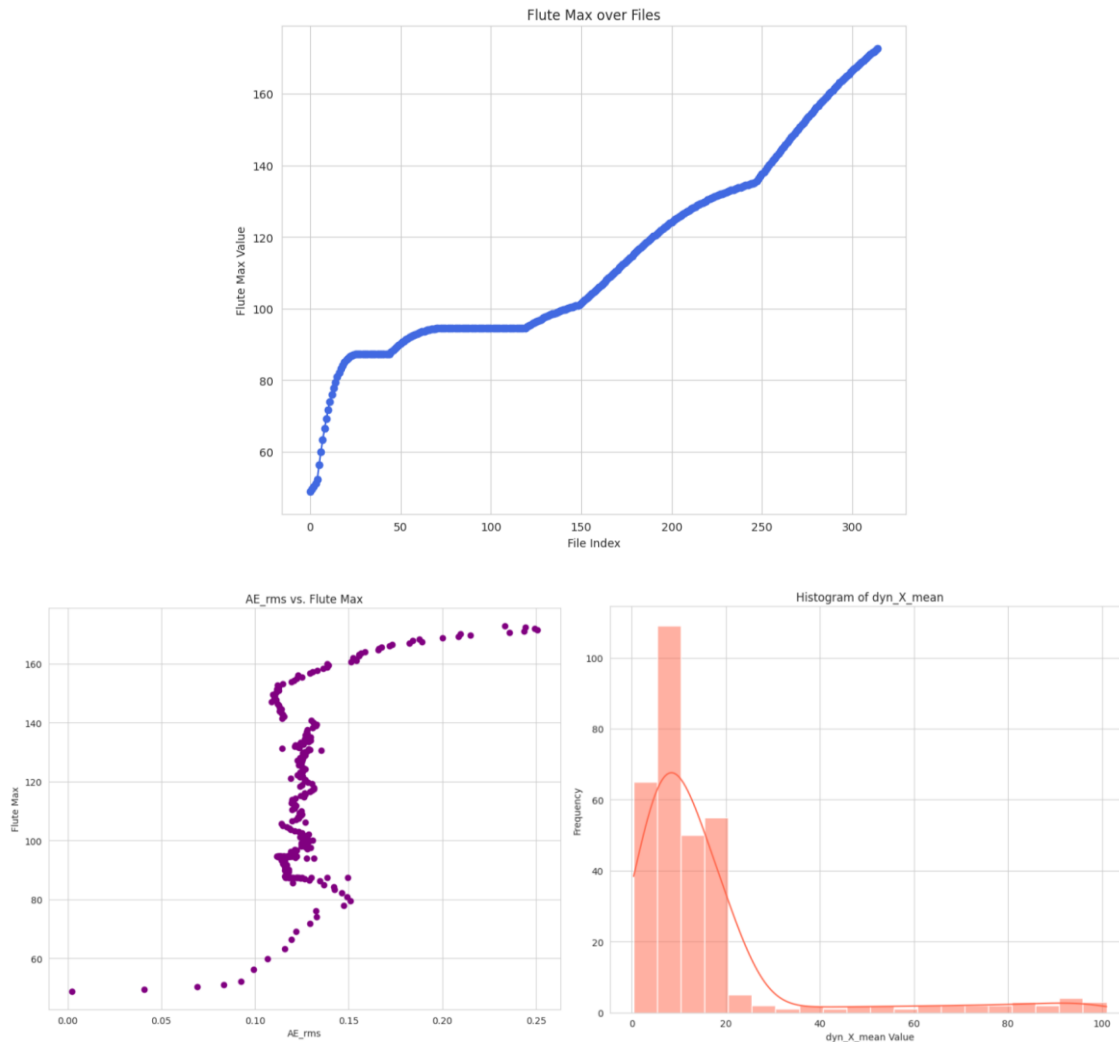 Flute Max over Files
160
140
120
100
80
60
Flute Max Value
0 50 100 150 200 250 300
File Index
AE_rms vs. Flute Max
160
140
120
100
80
60
Flute Max
0.00 0.05 0.10 0.15 0.20 0.25
AE_rms
Histogram of dyn_X_mean
100
80
60
40
20
0
Frequency
0 20 40 60 80 100
dyn_X_mean Value